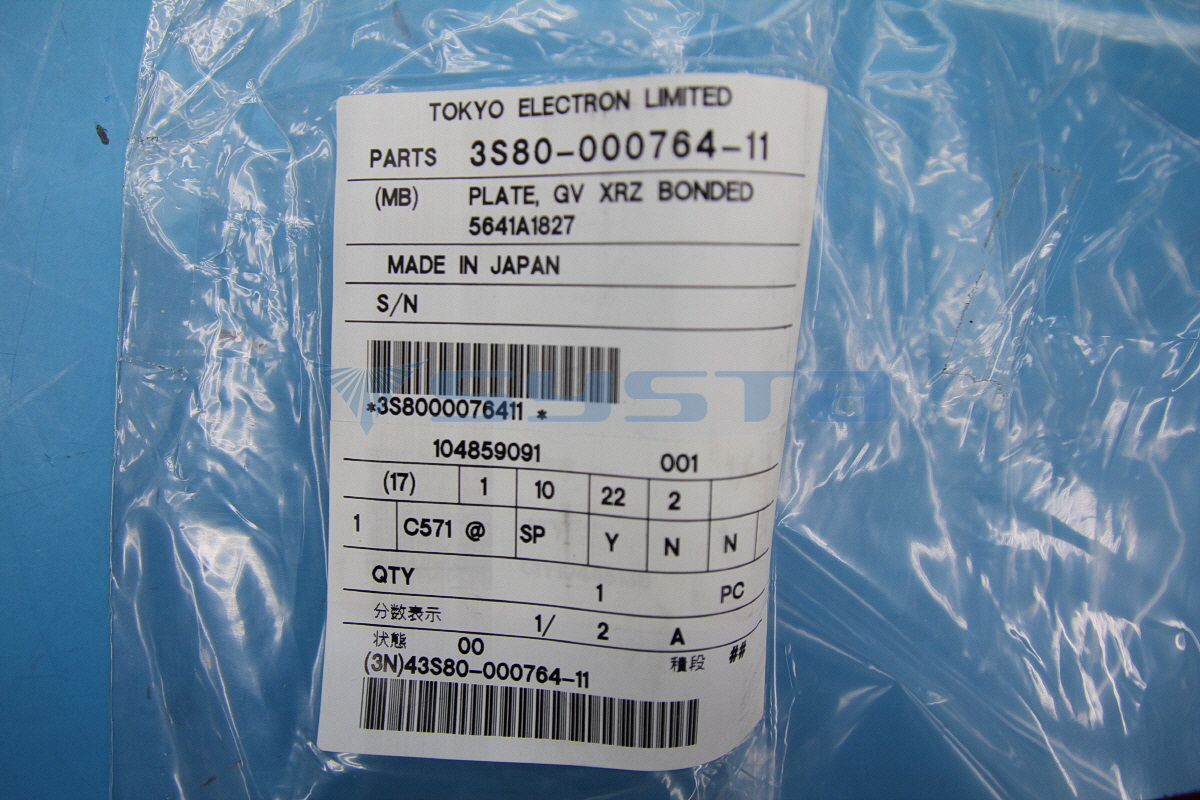 TOKYO ELECTRON LIMITED
PARTS 3S80-000764-11
(MB) PLATE, GV XRZ BONDED
5641A1827
MADE IN JAPAN
S/N
*3S8000076411 *
SYSTA
104859091 001
(17) 1 10 22 2
1 C571 @ SP Y N N
QTY 1 PC
分数表示 1/ 2 A
状態 00 積段 ##
(3N)43S80-000764-11